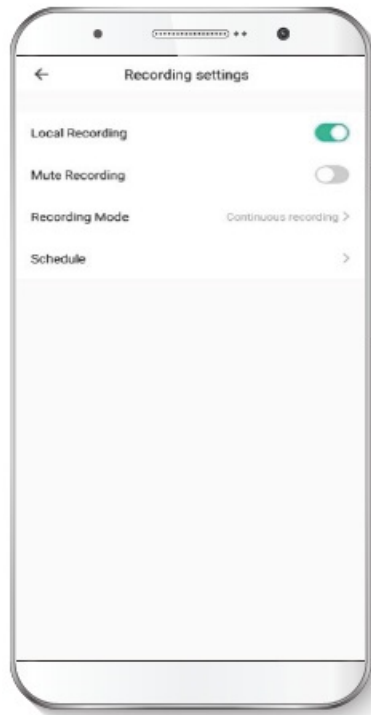 Recording settings
Local Recording
Mute Recording
Recording Mode Continuous recording >
Schedule >